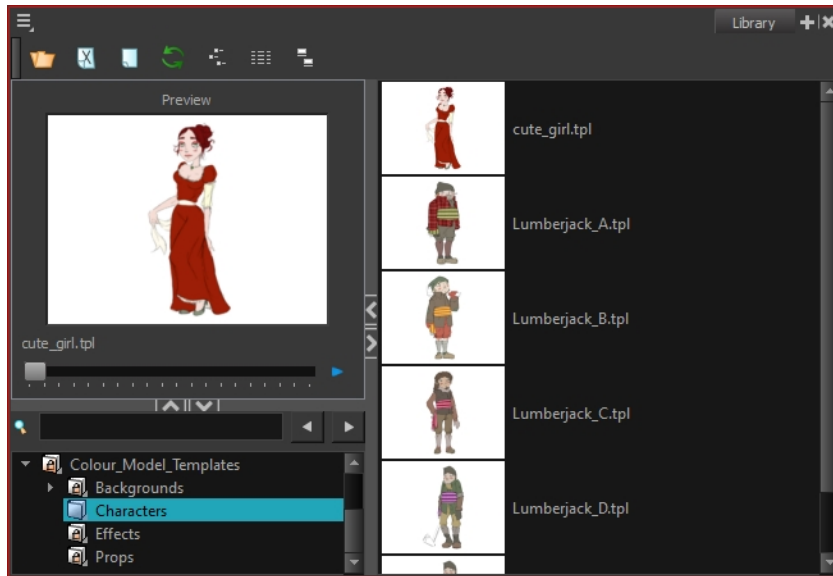 Library
Preview
cute_girl.tpl
Colour_Model_Templates
Backgrounds
Characters
Effects
Props
cute_girl.tpl
Lumberjack_A.tpl
Lumberjack_B.tpl
Lumberjack_C.tpl
Lumberjack_D.tpl